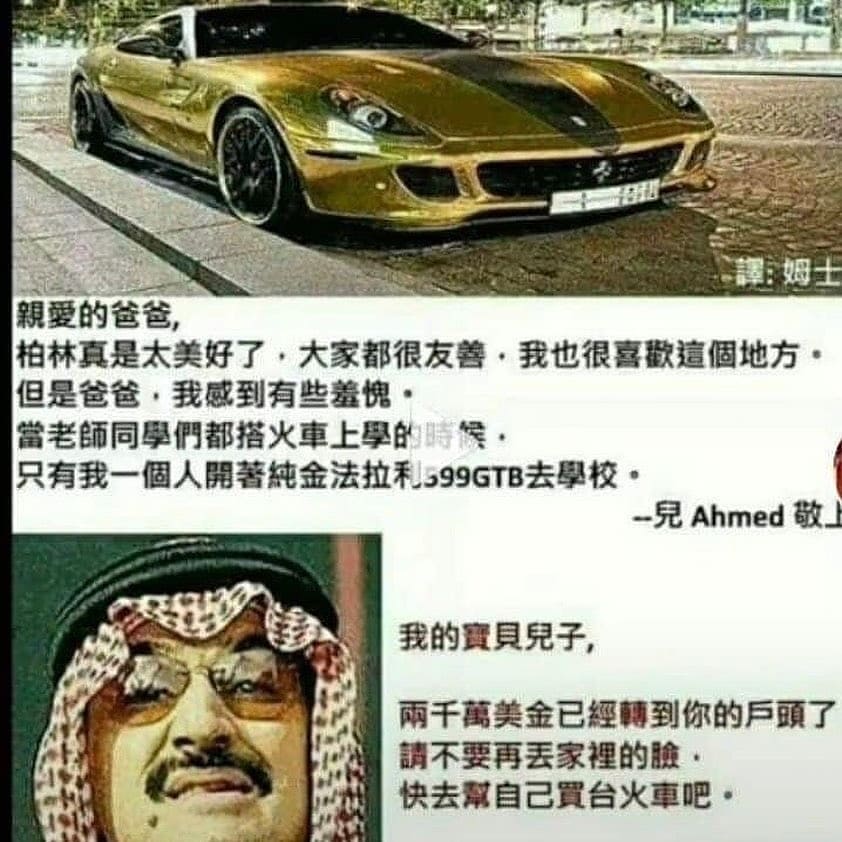 譯: 姆士
親愛的爸爸,
柏林真是太美好了，大家都很友善，我也很喜歡這個地方。
但是爸爸，我感到有些羞愧。
當老師同學們都搭火車上學的時候，
只有我一個人開著純金法拉利599GTB去學校。
--兒 Ahmed 敬上
我的寶貝兒子,
兩千萬美金已經轉到你的戶頭了
請不要再丟家裡的臉，
快去幫自己買台火車吧。